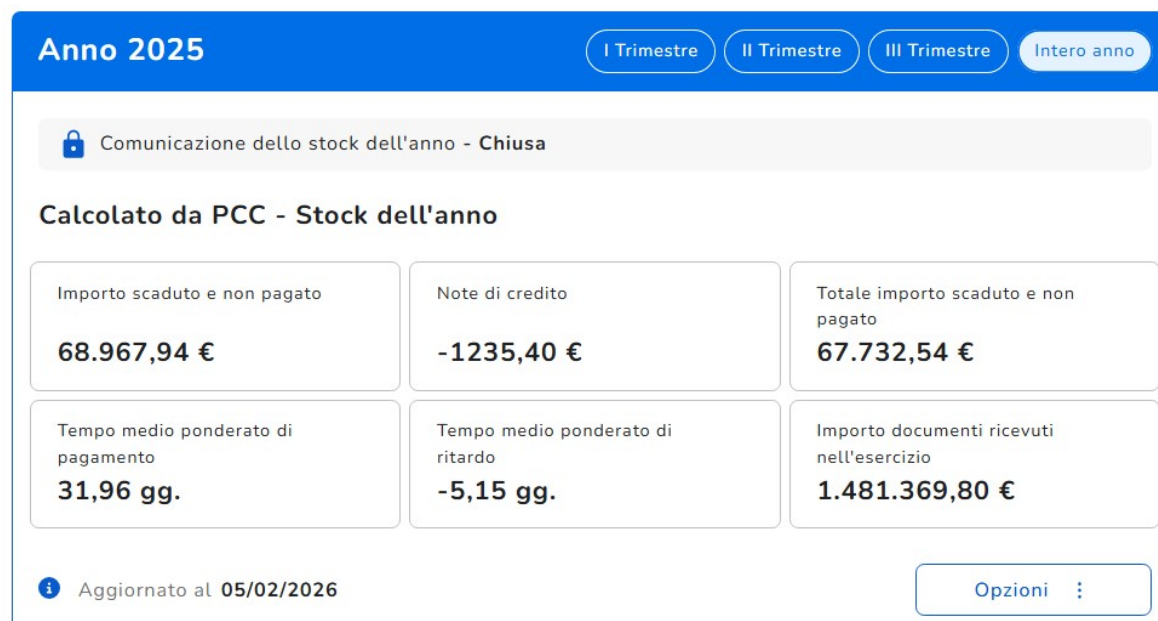 Anno 2025
I Trimestre
II Trimestre
III Trimestre
Intero anno
Comunicazione dello stock dell'anno - Chiusa
Calcolato da PCC - Stock dell'anno
Importo scaduto e non pagato
68.967,94 €
Note di credito
-1235,40 €
Totale importo scaduto e non
pagato
67.732,54 €
Tempo medio ponderato di
pagamento
31,96 gg.
Tempo medio ponderato di
ritardo
-5,15 gg.
Importo documenti ricevuti
nell'esercizio
1.481.369,80 €
Aggiornato al 05/02/2026
Opzioni